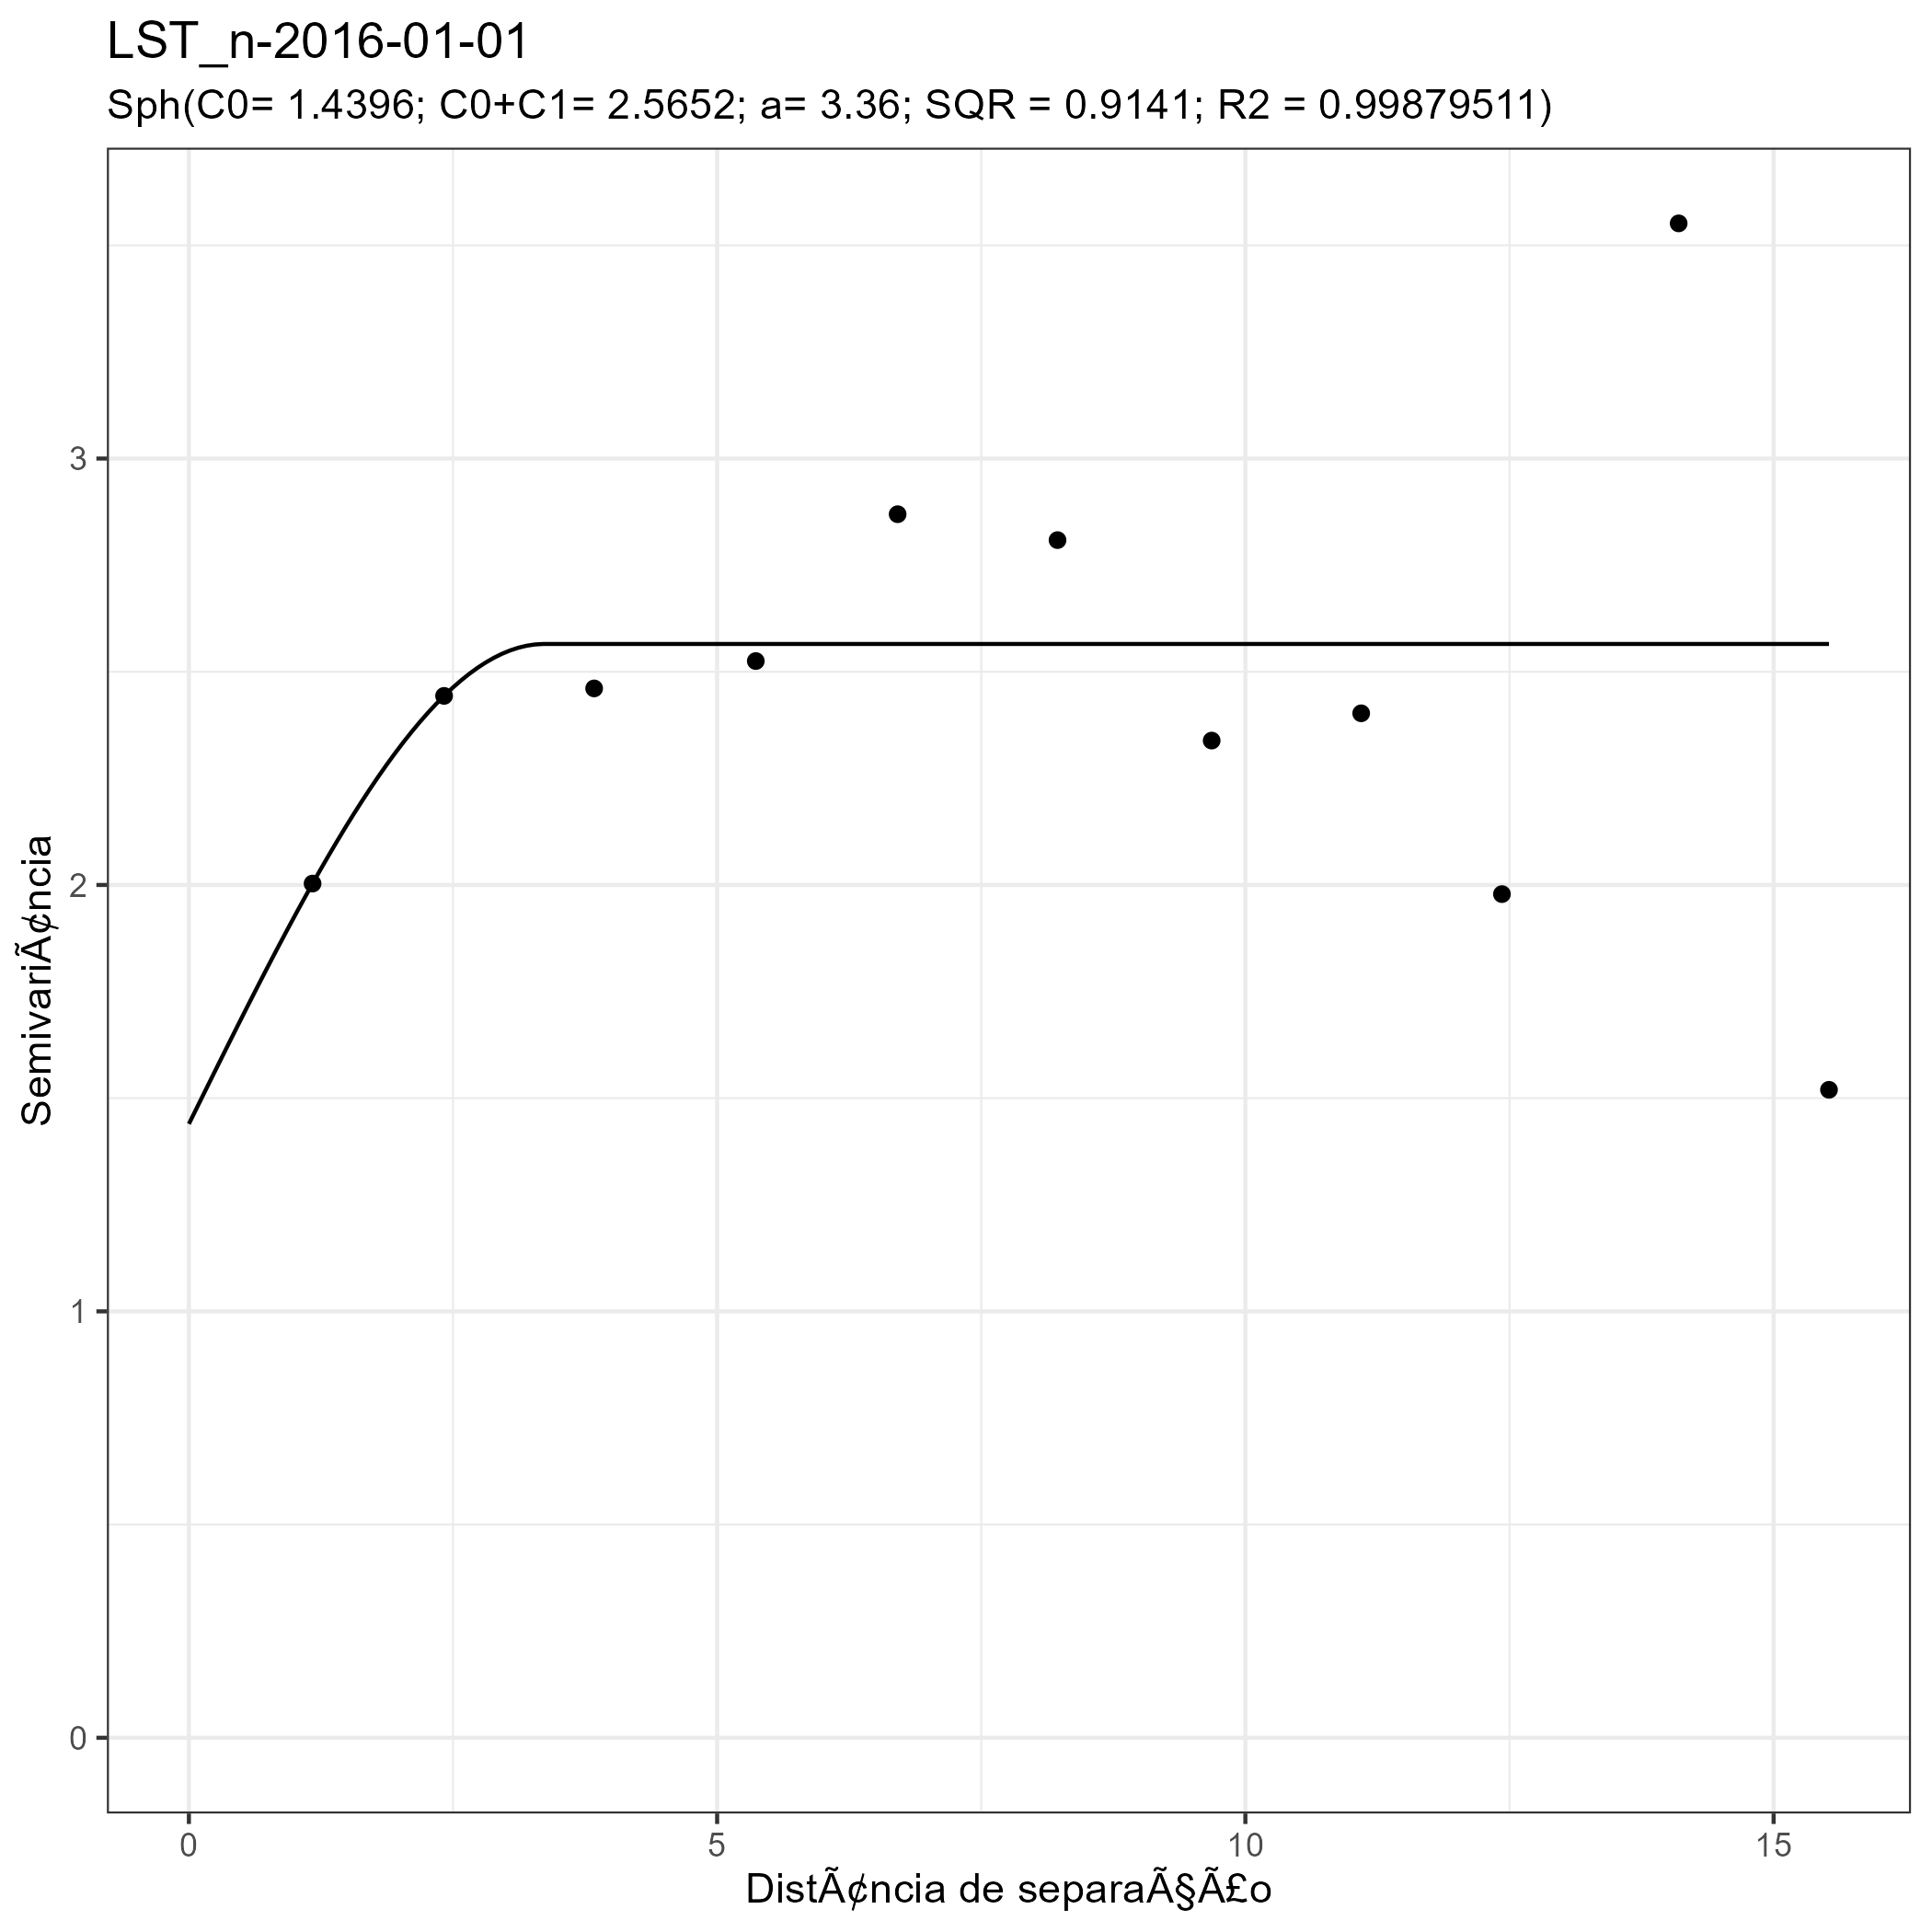 LST_n-2016-01-01
Sph(C0= 1.4396; C0+C1= 2.5652; a= 3.36; SQR = 0.9141; R2 = 0.99879511)
SemivariÃ¢ncia
3
2
1
0
0 5 10 15
DistÃ¢ncia de separaÃ§Ã£o